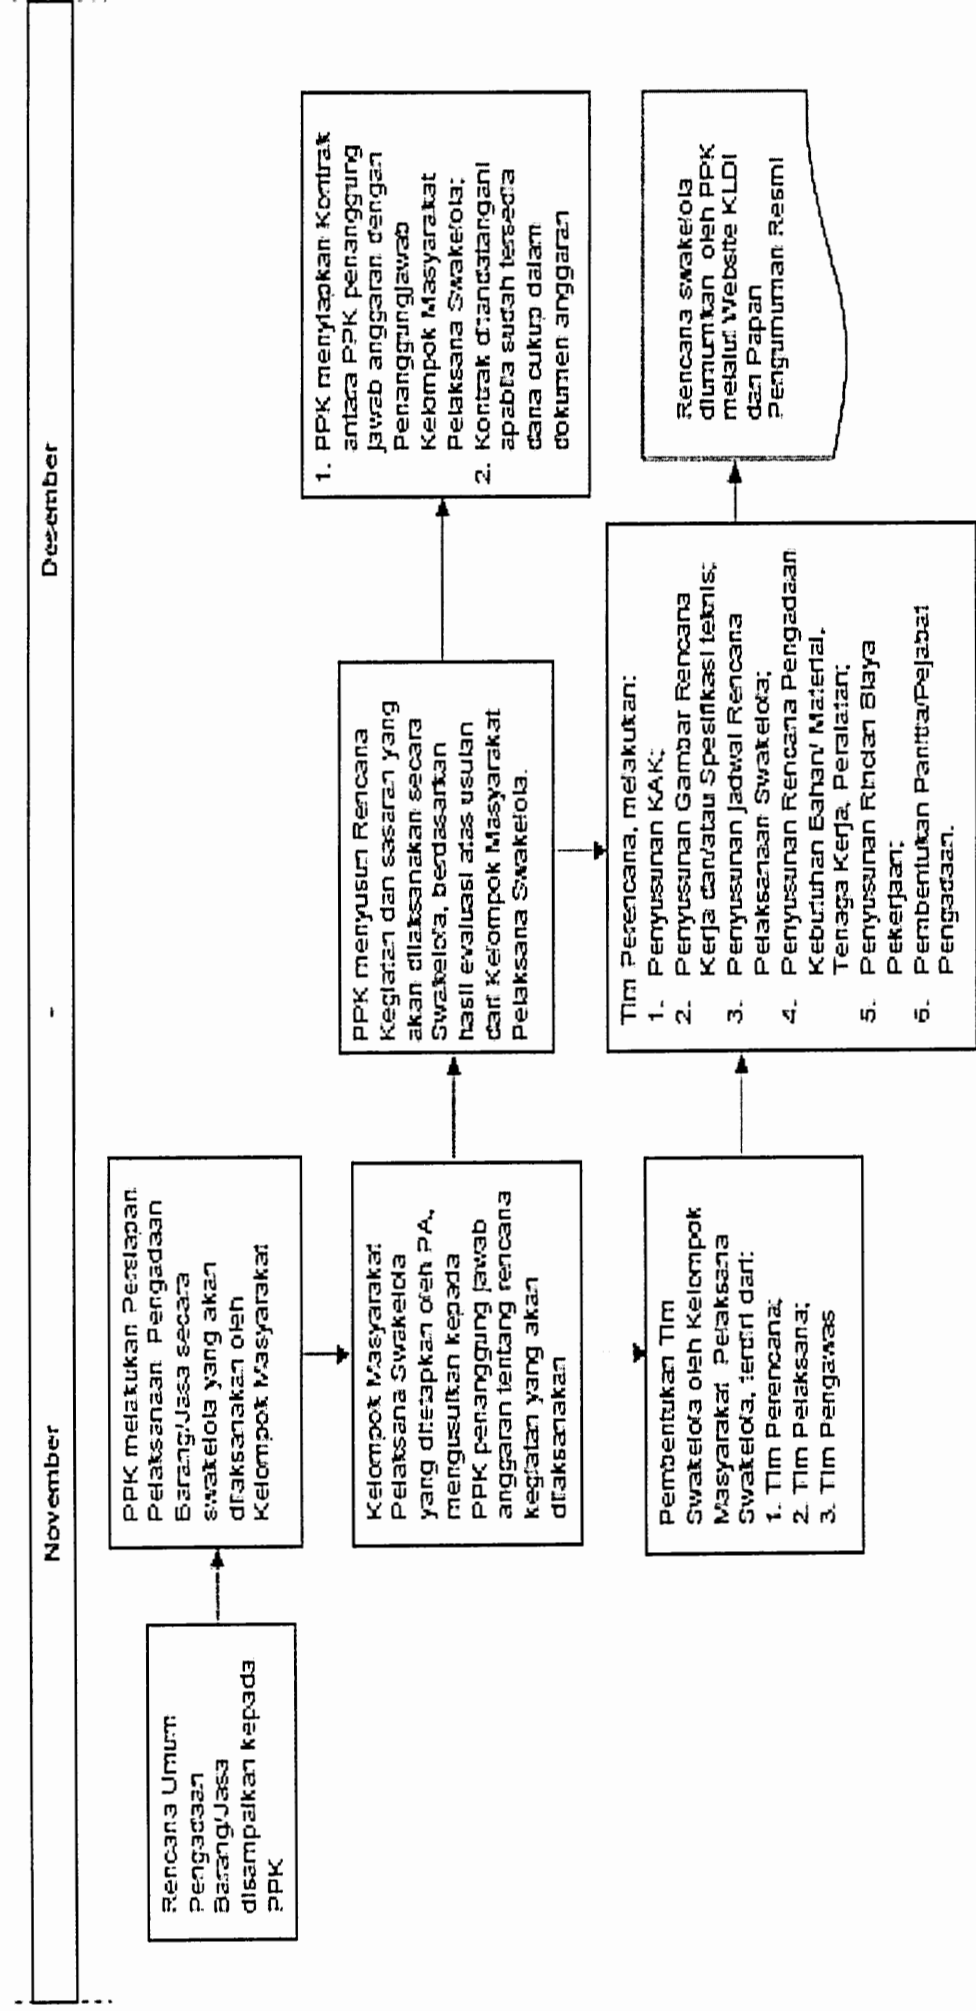 November - Desember
Rencana Umum
Pengadaan
Barang/Jasa
disampaikan kepada
PPK
PPK melakukan Persiapan
Pelaksanaan Pengadaan
Barang/Jasa secara
swakelola yang akan
dilaksanakan oleh
Kelompok Masyarakat
Kelompok Masyarakat
Pelaksana Swakelola
yang ditetapkan oleh PA,
mengusulkan kepada
PPK penanggung jawab
anggaran tentang rencana
kegiatan yang akan
dilaksanakan
PPK menyusun Rencana
Kegiatan dan sasaran yang
akan dilaksanakan secara
Swakelola, berdasarkan
hasil evaluasi atas usulan
dari Kelompok Masyarakat
Pelaksana Swakelola.
1. PPK menyiapkan Kontrak
antara PPK penanggung
jawab anggaran dengan
Penanggungjawab
Kelompok Masyarakat
Pelaksana Swakelola;
2. Kontrak ditandatangani
apabila sudah tersedia
dana cukup dalam
dokumen anggaran
Pembentukan Tim
Swakelola oleh Kelompok
Masyarakat Pelaksana
Swakelola, terdiri dari:
1. Tim Perencana;
2. Tim Pelaksana;
3. Tim Pengawas
Tim Perencana, melakukan:
1. Penyusunan KAK;
2. Penyusunan Gambar Rencana
Kerja dan/atau Spesifikasi teknis;
3. Penyusunan Jadwal Rencana
Pelaksanaan Swakelola;
4. Penyusunan Rencana Pengadaan
Kebutuhan Bahan/ Material,
Tenaga Kerja, Peralatan;
5. Penyusunan Rincian Biaya
Pekerjaan;
6. Pembentukan Panitia/Pejabat
Pengadaan.
Rencana swakelola
diumumkan oleh PPK
melalui Website KLDI
dan Papan
Pengumuman Resmi